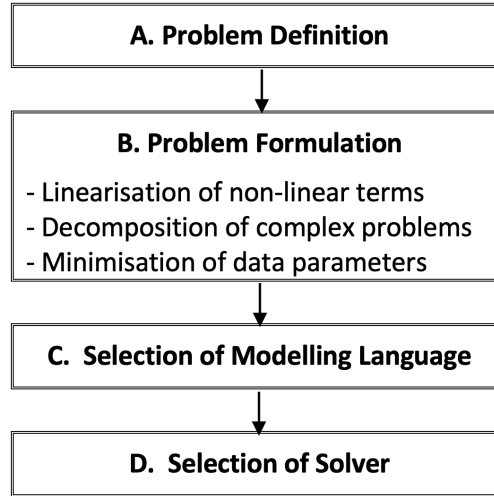 A. Problem Definition
B. Problem Formulation
- Linearisation of non-linear terms
- Decomposition of complex problems
- Minimisation of data parameters
C. Selection of Modelling Language
D. Selection of Solver